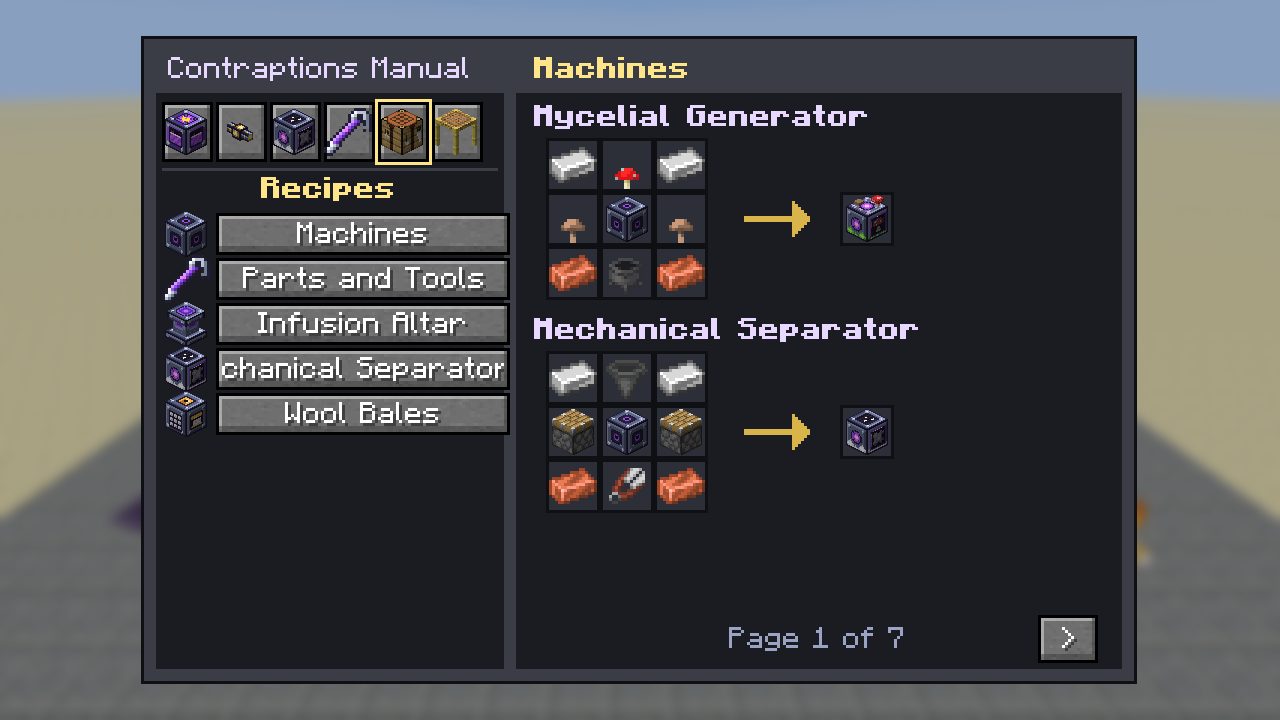 Contraptions Manual
Machines
Recipes
Machines
Parts and Tools
Infusion Altar
chanical Separator
Wool Bales
Mycelial Generator
Mechanical Separator
Page 1 of 7
>